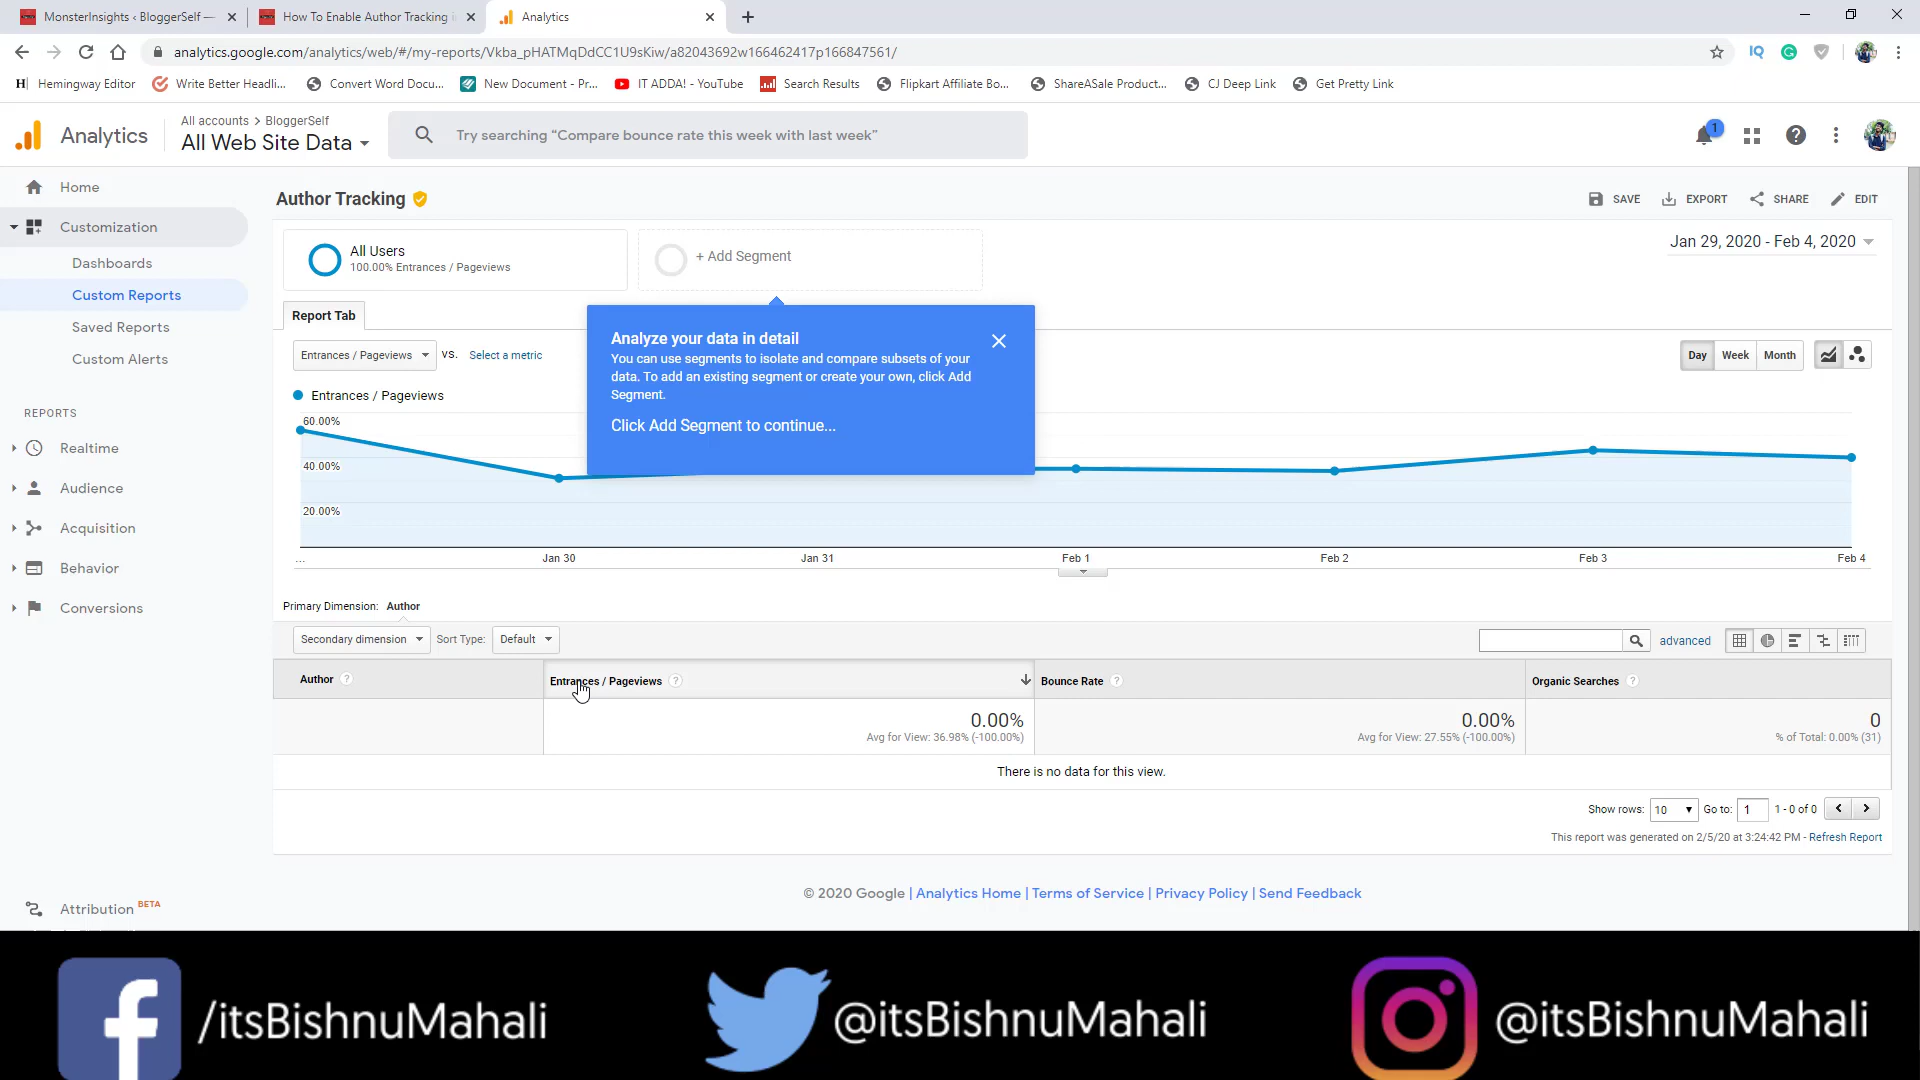 MonsterInsights ‹ BloggerSelf —
How To Enable Author Tracking i
Analytics
analytics.google.com/analytics/web/#/my-reports/Vkba_pHATMqDdCC1U9sKiw/a82043692w166462417p166847561/
IQ
H Hemingway Editor
Write Better Headli...
Convert Word Docu...
New Document - Pr...
IT ADDA! - YouTube
Search Results
Flipkart Affiliate Bo...
ShareASale Product...
CJ Deep Link
Get Pretty Link
Analytics
All accounts > BloggerSelf
All Web Site Data
Try searching “Compare bounce rate this week with last week”
1
Home
Customization
Dashboards
Custom Reports
Saved Reports
Custom Alerts
REPORTS
Realtime
Audience
Acquisition
Behavior
Conversions
Attribution BETA
Author Tracking
SAVE
EXPORT
SHARE
EDIT
All Users
100.00% Entrances / Pageviews
+ Add Segment
Jan 29, 2020 - Feb 4, 2020
Report Tab
Analyze your data in detail
You can use segments to isolate and compare subsets of your
data. To add an existing segment or create your own, click Add
Segment.
Click Add Segment to continue...
Entrances / Pageviews
VS.
Select a metric
Day
Week
Month
Entrances / Pageviews
60.00%
40.00%
20.00%
...
Jan 30
Jan 31
Feb 1
Feb 2
Feb 3
Feb 4
Primary Dimension: Author
Secondary dimension
Sort Type:
Default
advanced
Author ?
Entrances / Pageviews ?
Bounce Rate ?
Organic Searches ?
0.00%
Avg for View: 36.98% (-100.00%)
0.00%
Avg for View: 27.55% (-100.00%)
0
% of Total: 0.00% (31)
There is no data for this view.
Show rows: 10
Go to: 1
1 - 0 of 0
This report was generated on 2/5/20 at 3:24:42 PM - Refresh Report
© 2020 Google | Analytics Home | Terms of Service | Privacy Policy | Send Feedback
/itsBishnuMahali
@itsBishnuMahali
@itsBishnuMahali